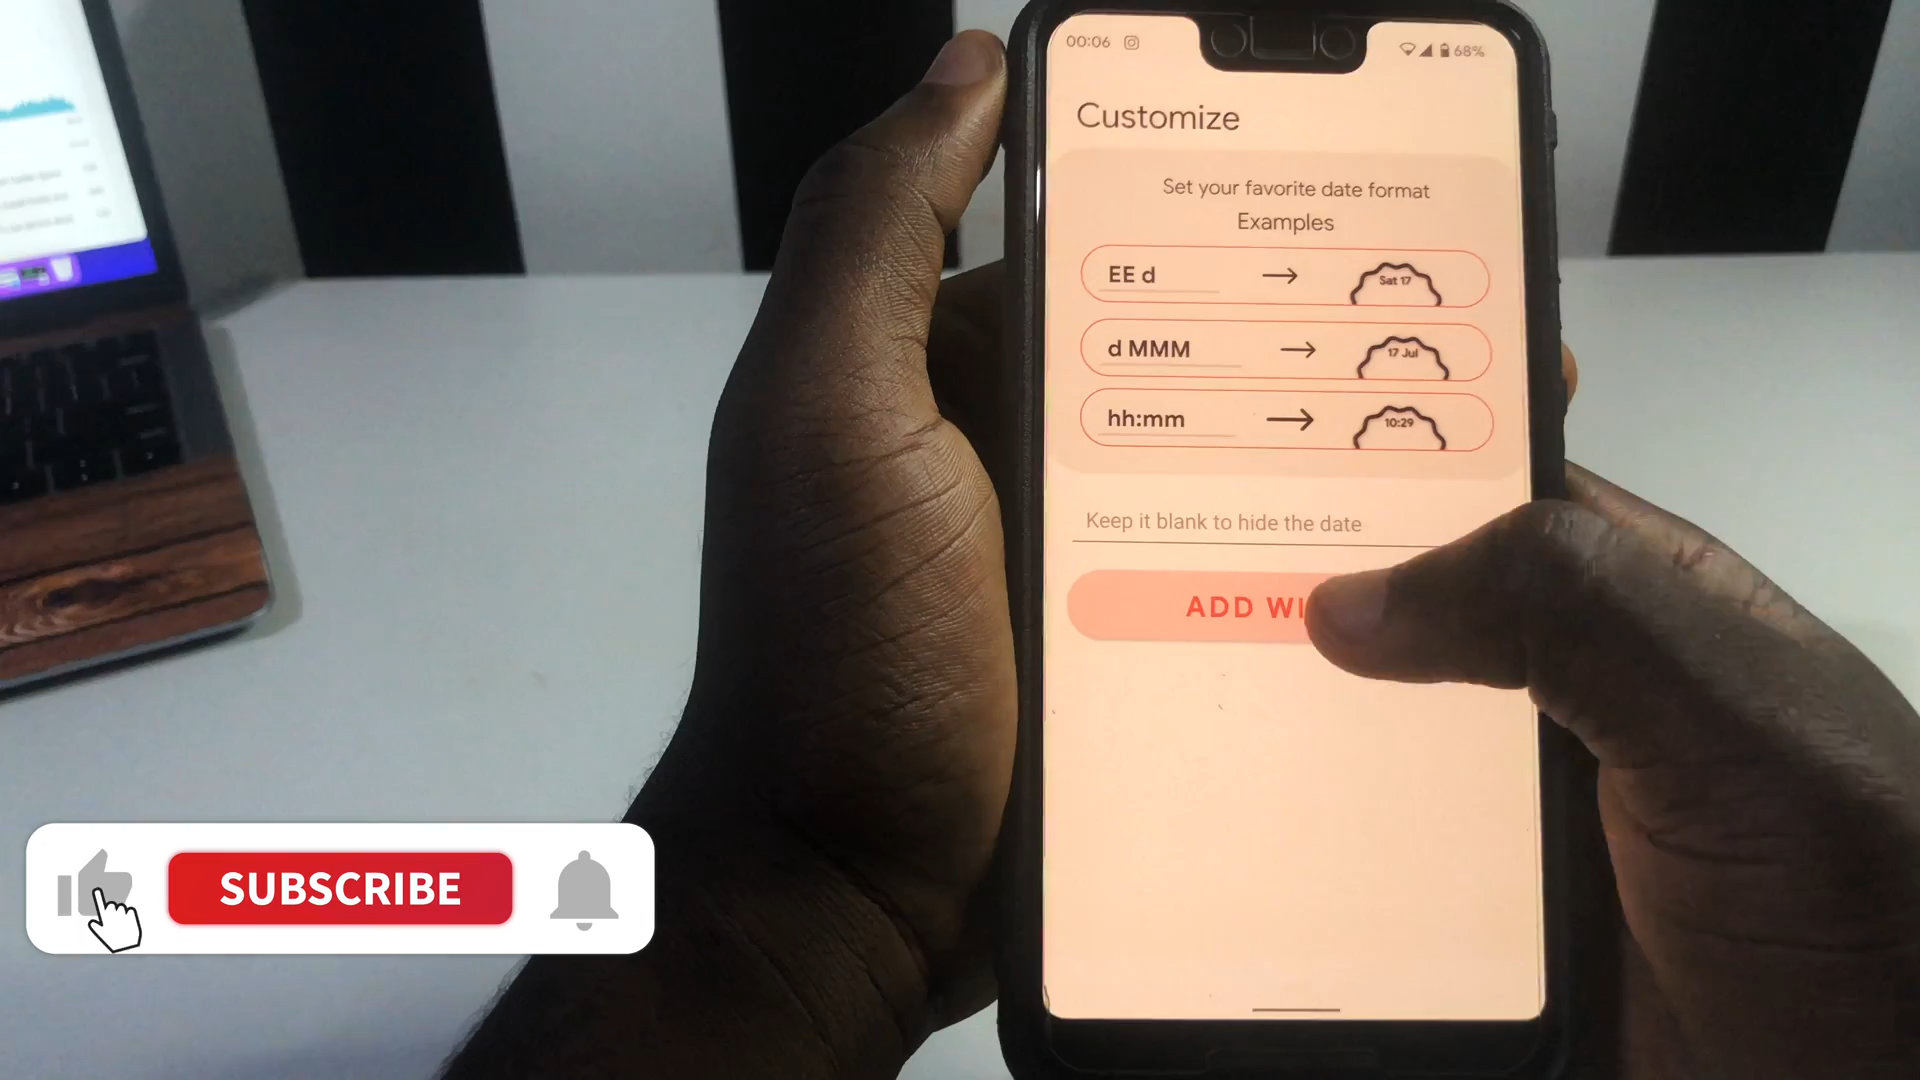 00:06
68%
Customize
Set your favorite date format
Examples
EE d
Sat 17
d MMM
17 Jul
hh:mm
10:29
Keep it blank to hide the date
ADD WI
SUBSCRIBE